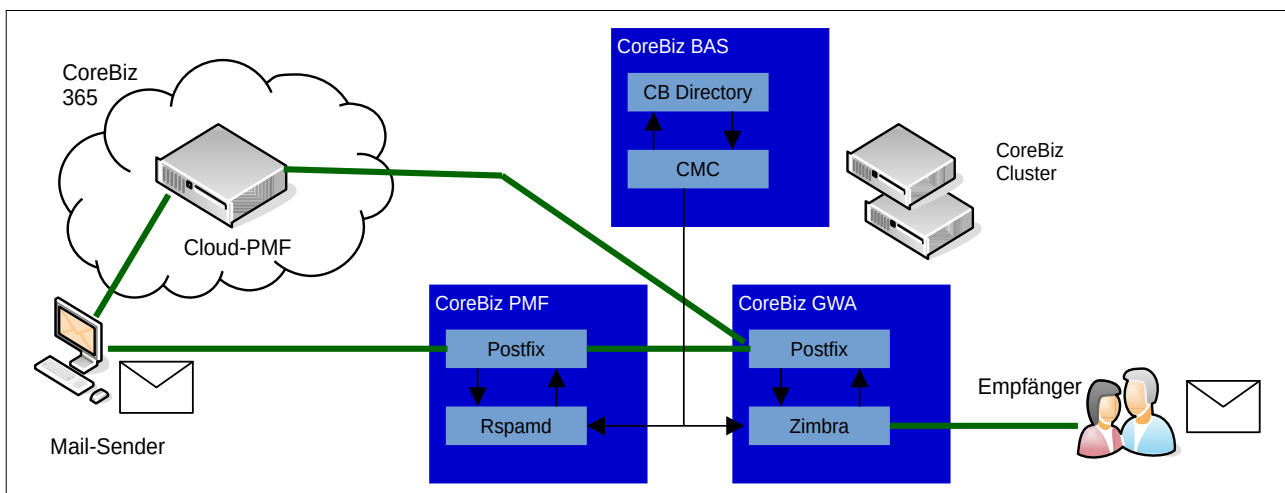 CoreBiz BAS
CoreBiz
365
CB Directory
CMC
CoreBiz
Cluster
Cloud-PMF
CoreBiz PMF
CoreBiz GWA
Postfix
Postfix
Empfänger
Rspamd
Zimbra
Mail-Sender